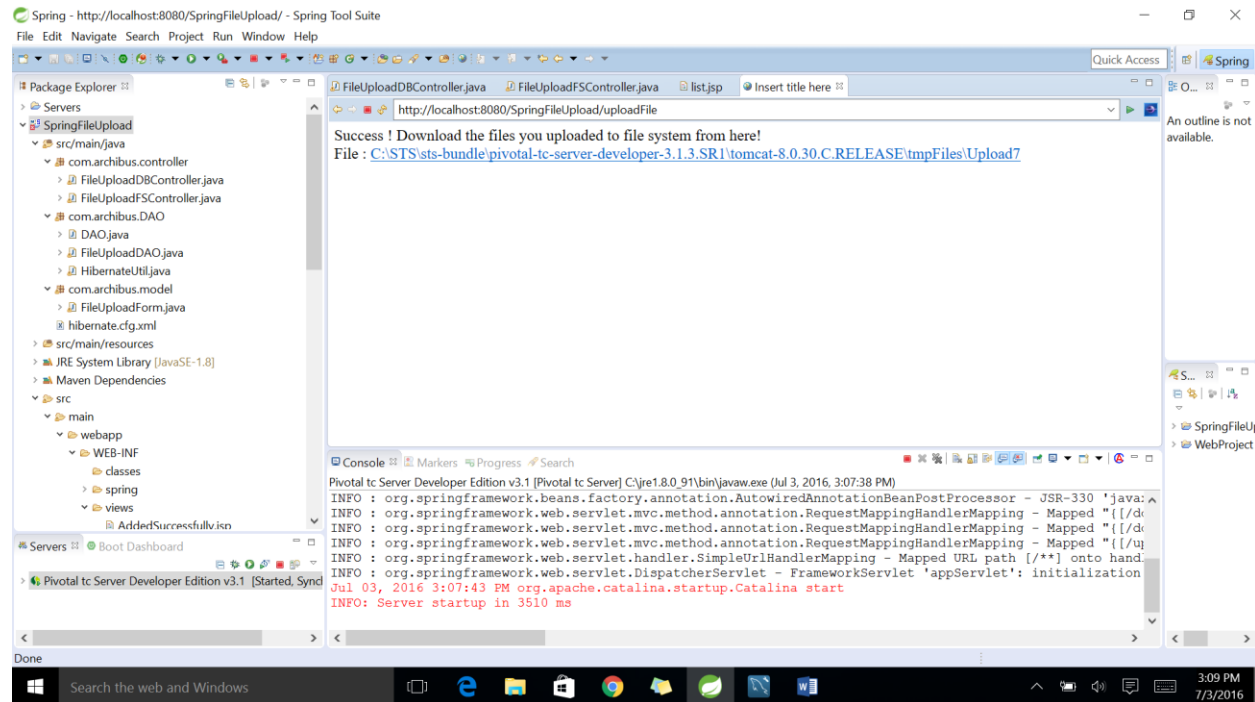 Spring - http://localhost:8080/SpringFileUpload/ - Spring Tool Suite
File Edit Navigate Search Project Run Window Help
Quick Access
Spring
Package Explorer
Servers
SpringFileUpload
src/main/java
com.archibus.controller
FileUploadDBController.java
FileUploadFSController.java
com.archibus.DAO
DAO.java
FileUploadDAO.java
HibernateUtil.java
com.archibus.model
FileUploadForm.java
hibernate.cfg.xml
src/main/resources
JRE System Library [JavaSE-1.8]
Maven Dependencies
src
main
webapp
WEB-INF
classes
spring
views
AddedSuccessfully.jsp
Servers Boot Dashboard
Pivotal tc Server Developer Edition v3.1 [Started, Syncl
FileUploadDBController.java FileUploadFSController.java list.jsp Insert title here
http://localhost:8080/SpringFileUpload/uploadFile
Success ! Download the files you uploaded to file system from here!
File : C:\STS\sts-bundle\pivotal-tc-server-developer-3.1.3.SR1\tomcat-8.0.30.C.RELEASE\tmpFiles\Upload7
Console Markers Progress Search
Pivotal tc Server Developer Edition v3.1 [Pivotal tc Server] C:\jre1.8.0_91\bin\javaw.exe (Jul 3, 2016, 3:07:38 PM)
INFO : org.springframework.beans.factory.annotation.AutowiredAnnotationBeanPostProcessor - JSR-330 'java:
INFO : org.springframework.web.servlet.mvc.method.annotation.RequestMappingHandlerMapping - Mapped "{[/do
INFO : org.springframework.web.servlet.mvc.method.annotation.RequestMappingHandlerMapping - Mapped "{[/do
INFO : org.springframework.web.servlet.mvc.method.annotation.RequestMappingHandlerMapping - Mapped "{[/up
INFO : org.springframework.web.servlet.handler.SimpleUrlHandlerMapping - Mapped URL path [/**] onto handl
INFO : org.springframework.web.servlet.DispatcherServlet - FrameworkServlet 'appServlet': initialization
Jul 03, 2016 3:07:43 PM org.apache.catalina.startup.Catalina start
INFO: Server startup in 3510 ms
O...
An outline is not available.
S...
SpringFileU
WebProject
Done
Search the web and Windows
3:09 PM
7/3/2016